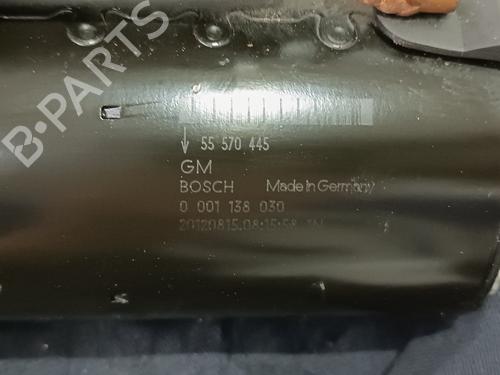 B·PARTS
55 570 445
GM
BOSCH Made in Germany
0 001 138 030
20120815.08:15:58